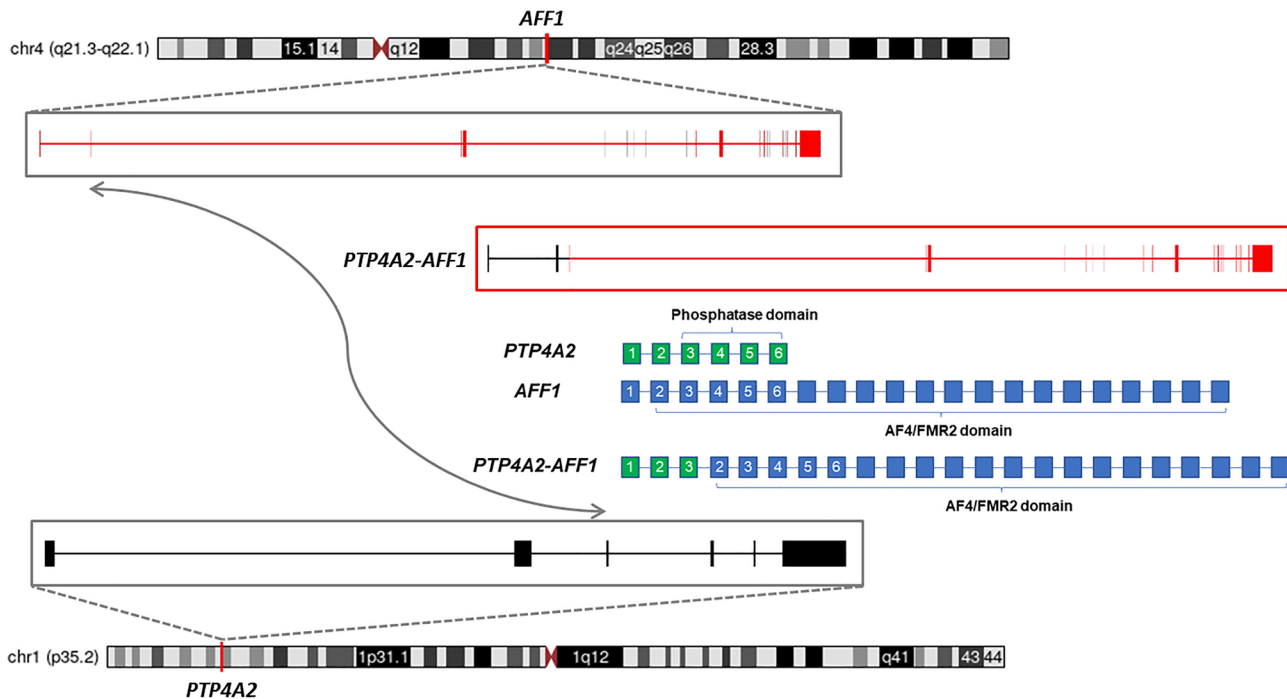 AFF1
chr4 (q21.3-q22.1) 15.1 14 q12 q24 q25 q26 28.3
PTP4A2-AFF1
Phosphatase domain
PTP4A2 1 2 3 4 5 6
AFF1 1 2 3 4 5 6
AF4/FMR2 domain
PTP4A2-AFF1 1 2 3 2 3 4 5 6
AF4/FMR2 domain
chr1 (p35.2) 1p31.1 1q12 q41 43 44
PTP4A2